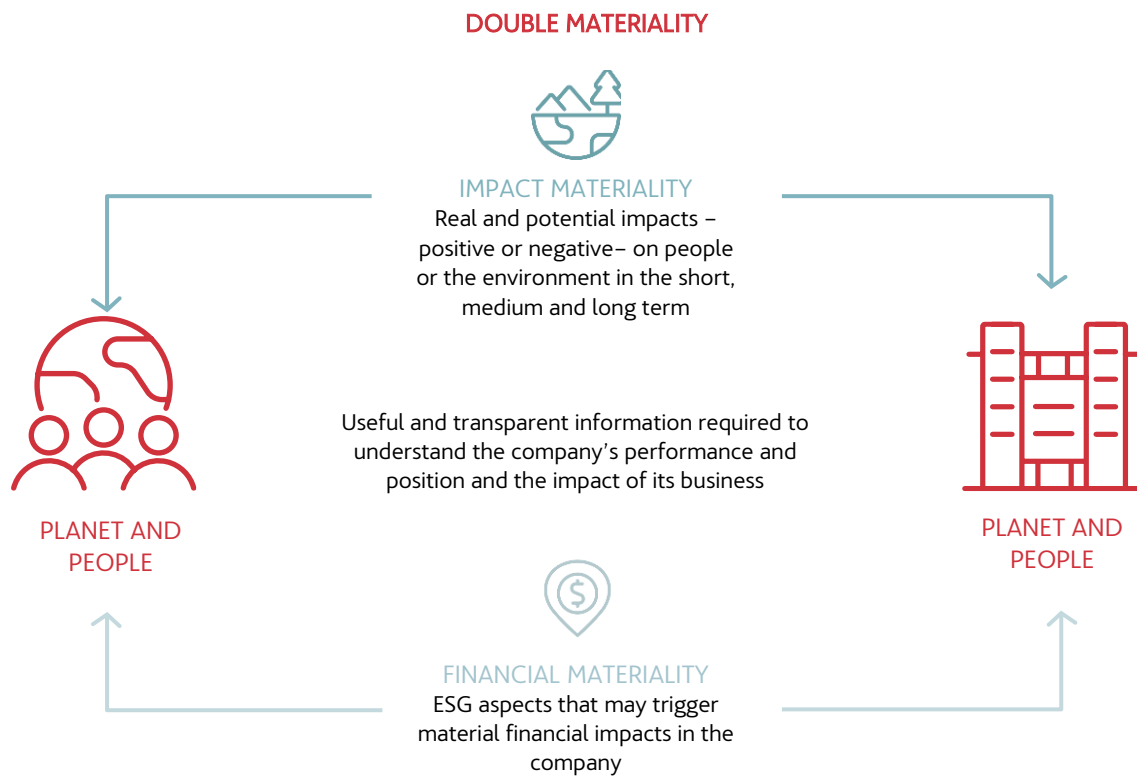 DOUBLE MATERIALITY
IMPACT MATERIALITY
Real and potential impacts –
positive or negative– on people
or the environment in the short,
medium and long term
Useful and transparent information required to
understand the company’s performance and
position and the impact of its business
PLANET AND
PEOPLE
PLANET AND
PEOPLE
$
FINANCIAL MATERIALITY
ESG aspects that may trigger
material financial impacts in the
company